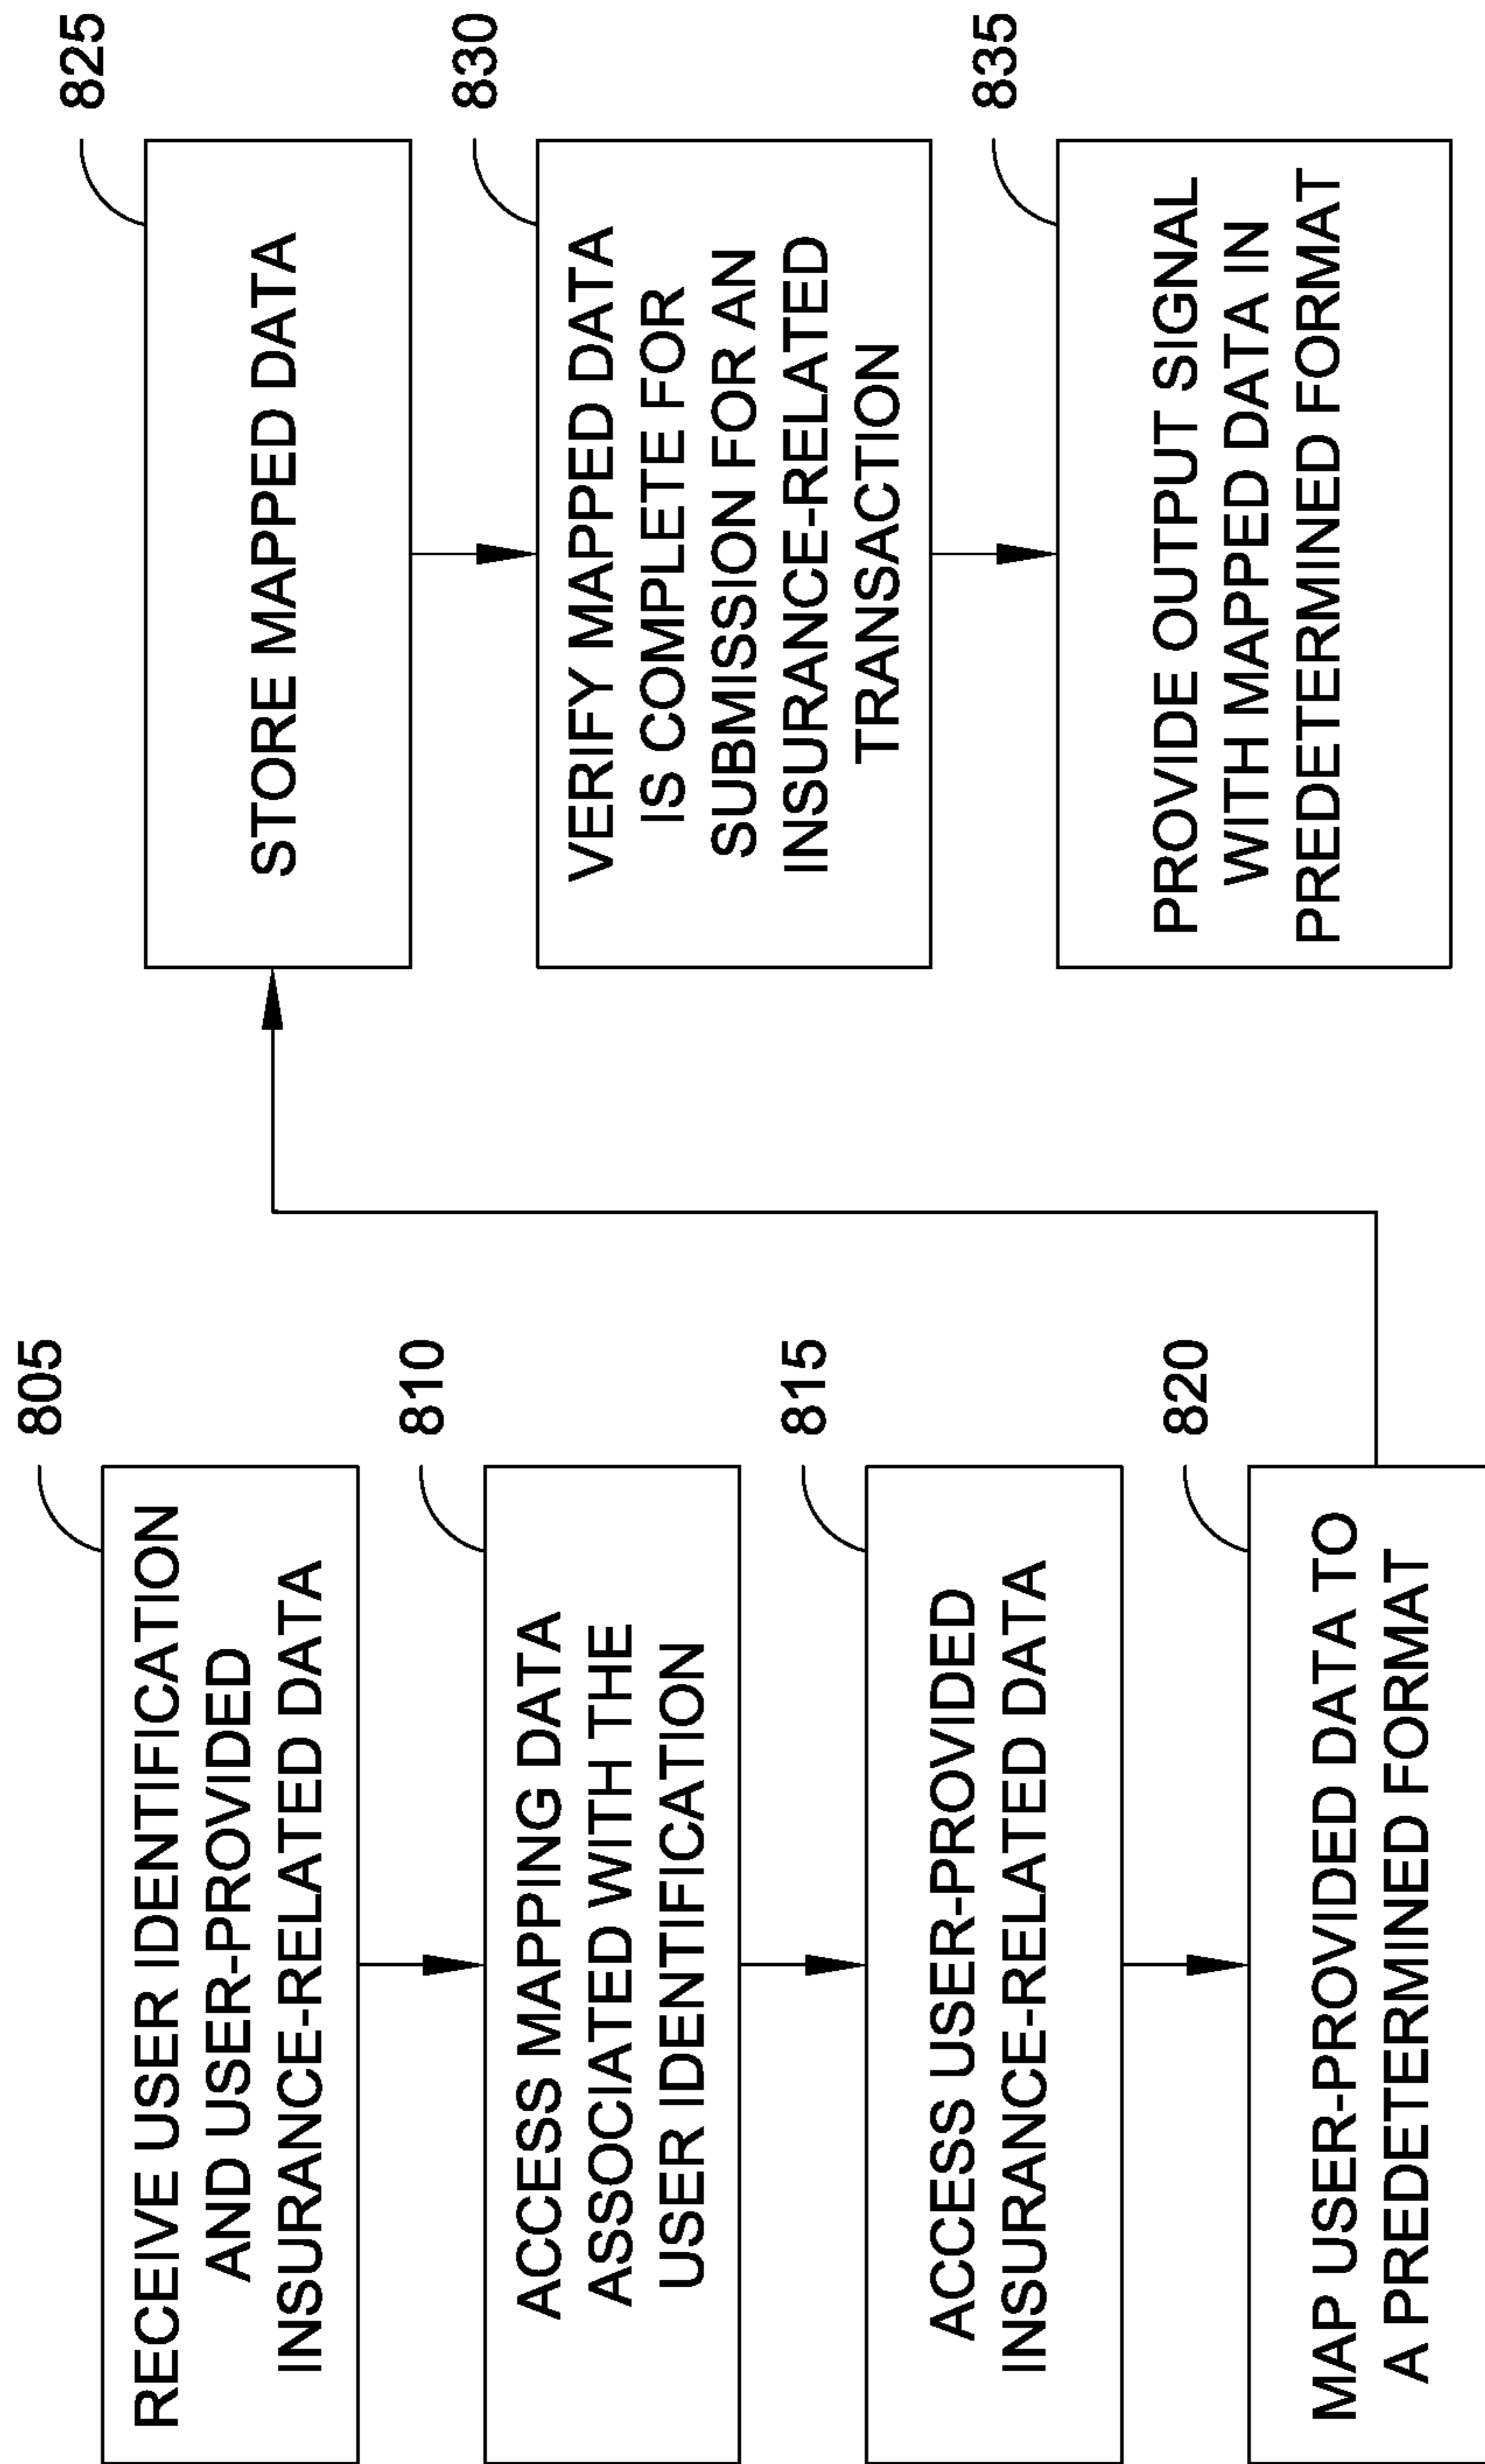 805
RECEIVE USER IDENTIFICATION
AND USER-PROVIDED
INSURANCE-RELATED DATA
810
ACCESS MAPPING DATA
ASSOCIATED WITH THE
USER IDENTIFICATION
815
ACCESS USER-PROVIDED
INSURANCE-RELATED DATA
820
MAP USER-PROVIDED DATA TO
A PREDETERMINED FORMAT
825
STORE MAPPED DATA
830
VERIFY MAPPED DATA
IS COMPLETE FOR
SUBMISSION FOR AN
INSURANCE-RELATED
TRANSACTION
835
PROVIDE OUTPUT SIGNAL
WITH MAPPED DATA IN
PREDETERMINED FORMAT